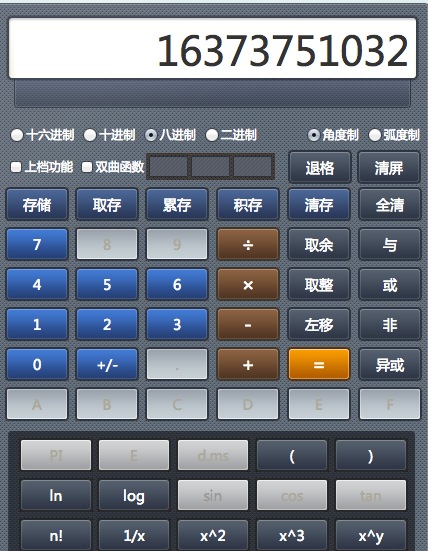 16373751032
十六进制 十进制 八进制 二进制 角度制 弧度制
上档功能 双曲函数 退格 清屏
存储 取存 累存 积存 清存 全清
7 8 9 ÷ 取余 与
4 5 6 × 取整 或
1 2 3 - 左移 非
0 +/- . + = 异或
A B C D E F
PI E d.ms ( )
ln log sin cos tan
n! 1/x x^2 x^3 x^y